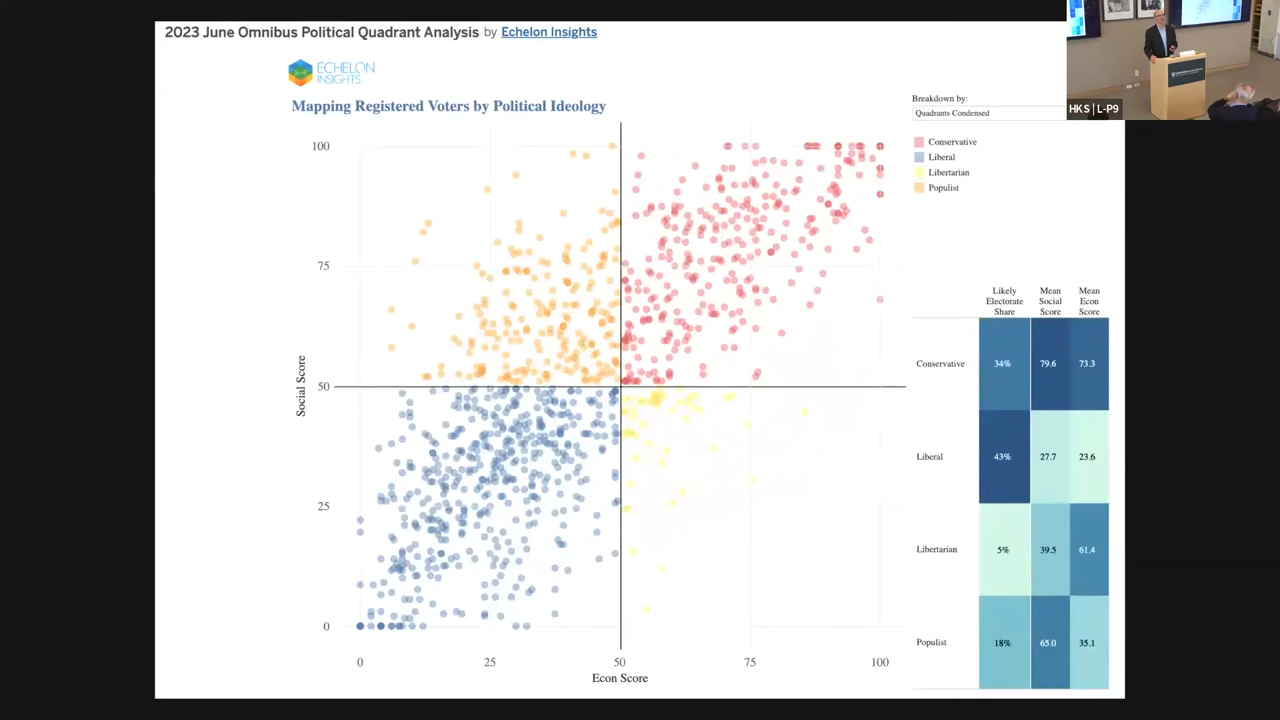 2023 June Omnibus Political Quadrant Analysis by Echelon Insights
ECHELON
INSIGHTS
Mapping Registered Voters by Political Ideology
Breakdown by:
Quadrants Condensed
HKS | L-P9
Conservative
Liberal
Libertarian
Populist
100
75
50
25
0
Social Score
0
25
50
75
100
Econ Score
Likely
Electorate
Share
Mean
Social
Score
Mean
Econ
Score
Conservative 34% 79.6 73.3
Liberal 43% 27.7 23.6
Libertarian 5% 39.5 61.4
Populist 18% 65.0 35.1